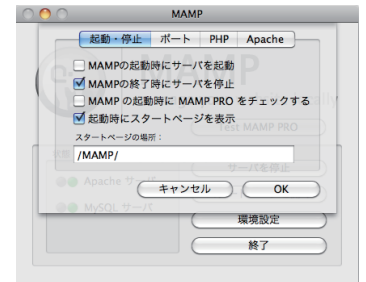 MAMP
起動・停止 ポート PHP Apache
MAMP
MAMPの起動時にサーバを起動
MAMPの終了時にサーバを停止
MAMP の起動時に MAMP PRO をチェックする
起動時にスタートページを表示
Test MAMP PRO
スタートページの場所：
/MAMP/
状態
サーバを停止
Apache サーバ
キャンセル OK
MySQL サーバ
環境設定
終了